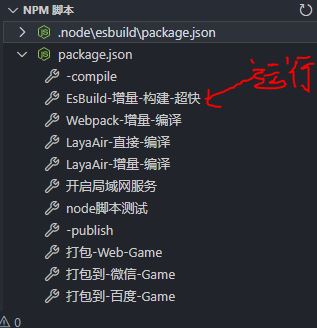 NPM 脚本
.node\esbuild\package.json
package.json
-compile
EsBuild-增量-构建-超快
运行
Webpack-增量-编译
LayaAir-直接-编译
LayaAir-增量-编译
开启局域网服务
node脚本测试
-publish
打包-Web-Game
打包到-微信-Game
打包到-百度-Game
0